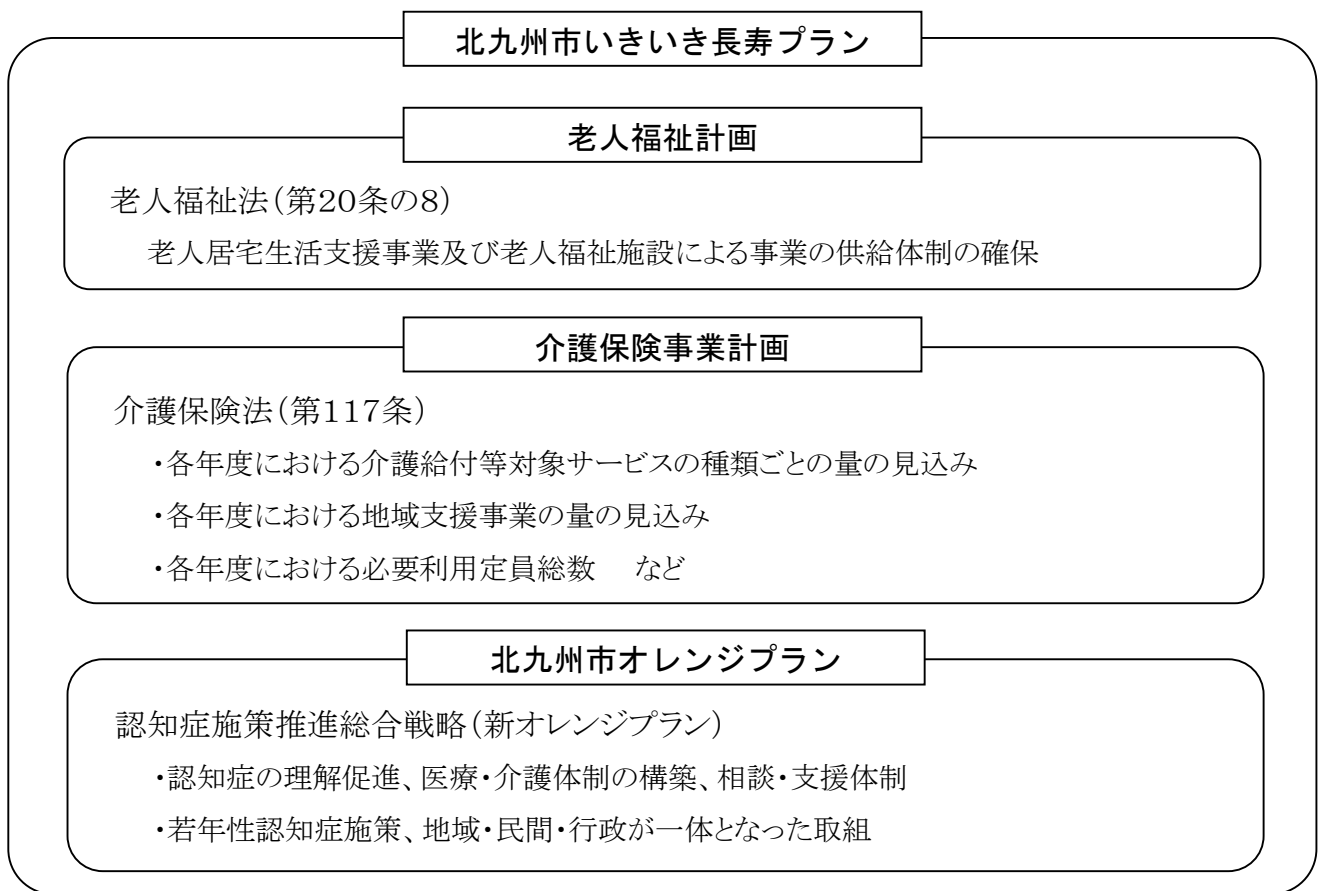 北九州市いきいき長寿プラン
老人福祉計画
老人福祉法(第20条の8)
老人居宅生活支援事業及び老人福祉施設による事業の供給体制の確保
介護保険事業計画
介護保険法(第117条)
・各年度における介護給付等対象サービスの種類ごとの量の見込み
・各年度における地域支援事業の量の見込み
・各年度における必要利用定員総数　など
北九州市オレンジプラン
認知症施策推進総合戦略(新オレンジプラン)
・認知症の理解促進、医療・介護体制の構築、相談・支援体制
・若年性認知症施策、地域・民間・行政が一体となった取組